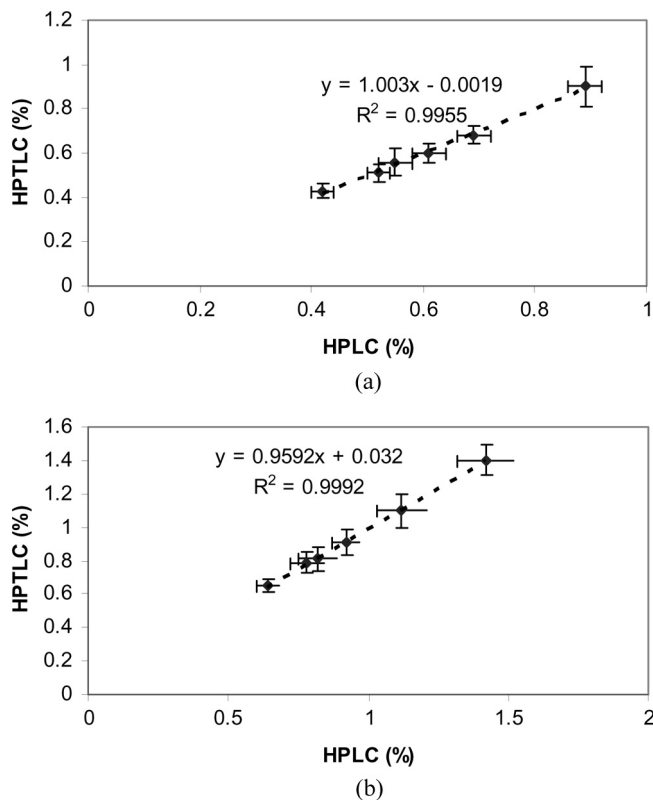 1.2
1
0.8
0.6
0.4
0.2
0
HPTLC (%)
y = 1.003x - 0.0019
R² = 0.9955
0 0.2 0.4 0.6 0.8 1
HPLC (%)
(a)
1.6
1.4
1.2
1
0.8
0.6
0.4
0.2
0
HPTLC (%)
y = 0.9592x + 0.032
R² = 0.9992
0 0.5 1 1.5 2
HPLC (%)
(b)